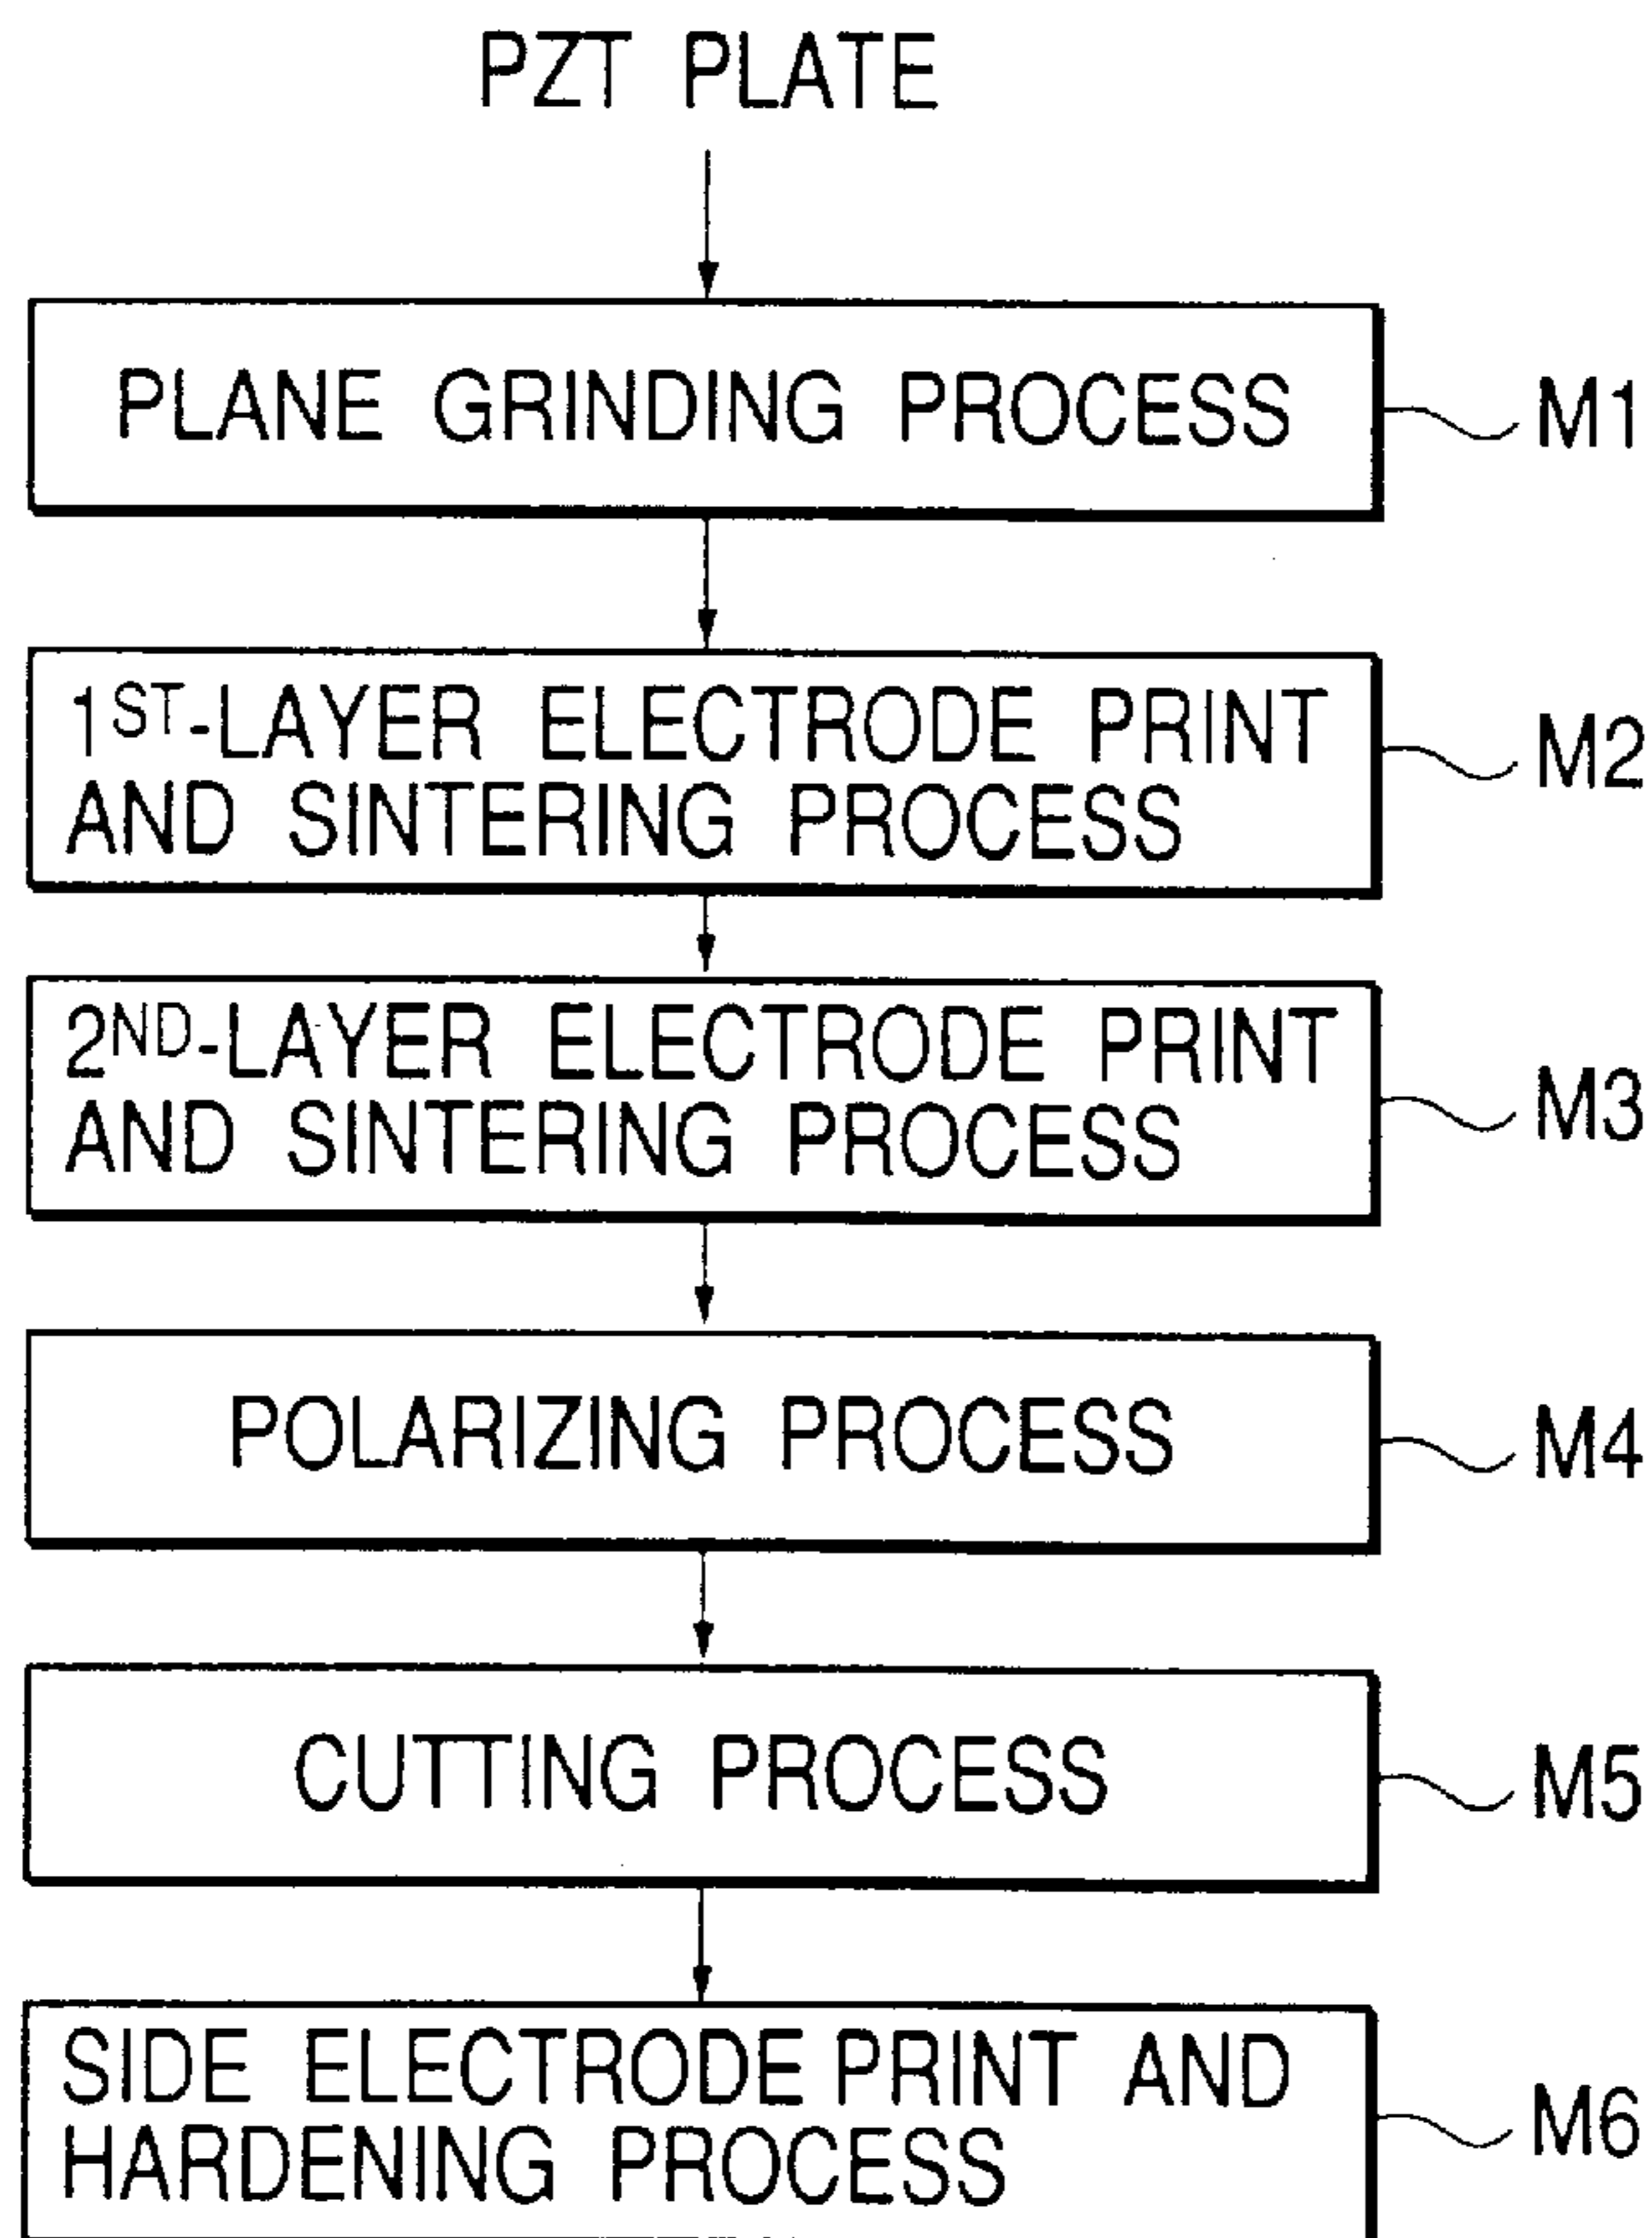 PZT PLATE
PLANE GRINDING PROCESS
M1
1ST-LAYER ELECTRODE PRINT
AND SINTERING PROCESS
M2
2ND-LAYER ELECTRODE PRINT
AND SINTERING PROCESS
M3
POLARIZING PROCESS
M4
CUTTING PROCESS
M5
SIDE ELECTRODE PRINT AND
HARDENING PROCESS
M6